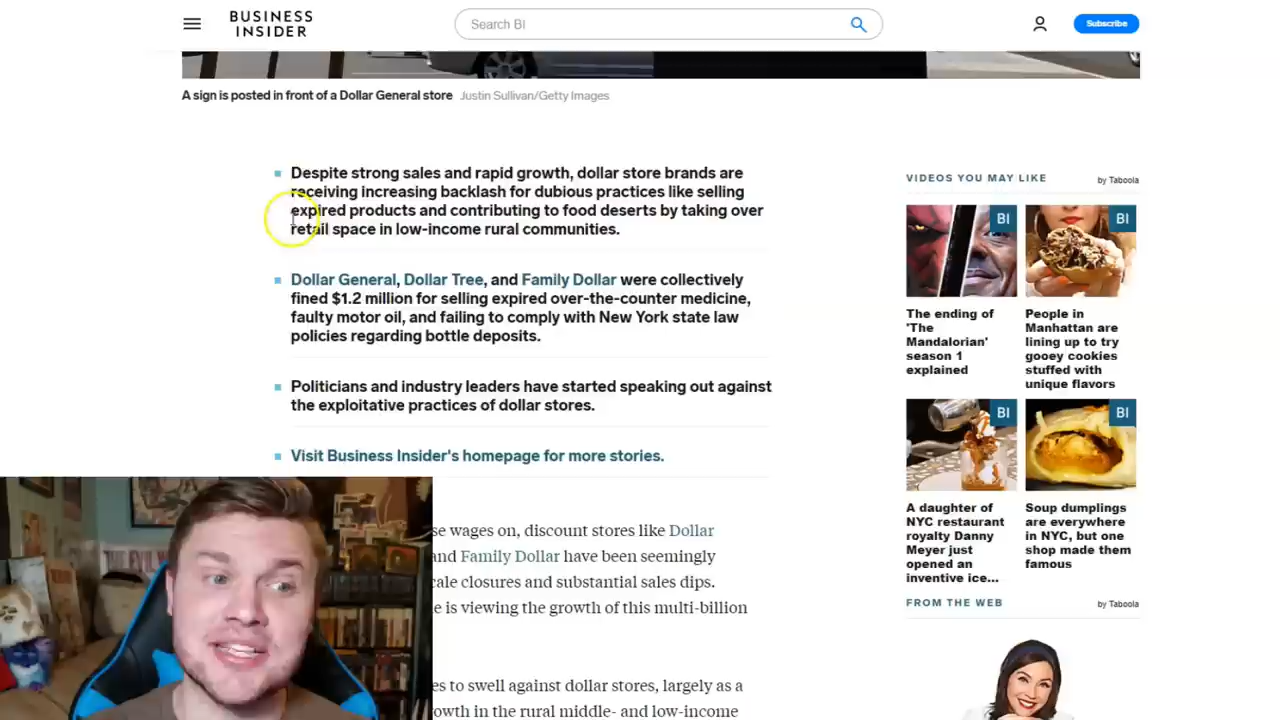 BUSINESS
INSIDER
Search BI
Subscribe
A sign is posted in front of a Dollar General store Justin Sullivan/Getty Images
Despite strong sales and rapid growth, dollar store brands are
receiving increasing backlash for dubious practices like selling
expired products and contributing to food deserts by taking over
retail space in low-income rural communities.
Dollar General, Dollar Tree, and Family Dollar were collectively
fined $1.2 million for selling expired over-the-counter medicine,
faulty motor oil, and failing to comply with New York state law
policies regarding bottle deposits.
Politicians and industry leaders have started speaking out against
the exploitative practices of dollar stores.
Visit Business Insider's homepage for more stories.
se wages on, discount stores like Dollar
and Family Dollar have been seemingly
cale closures and substantial sales dips.
e is viewing the growth of this multi-billion
es to swell against dollar stores, largely as a
owth in the rural middle- and low-income
VIDEOS YOU MAY LIKE
by Taboola
BI
The ending of
'The
Mandalorian'
season 1
explained
BI
People in
Manhattan are
lining up to try
gooey cookies
stuffed with
unique flavors
BI
A daughter of
NYC restaurant
royalty Danny
Meyer just
opened an
inventive ice...
BI
Soup dumplings
are everywhere
in NYC, but one
shop made them
famous
FROM THE WEB
by Taboola